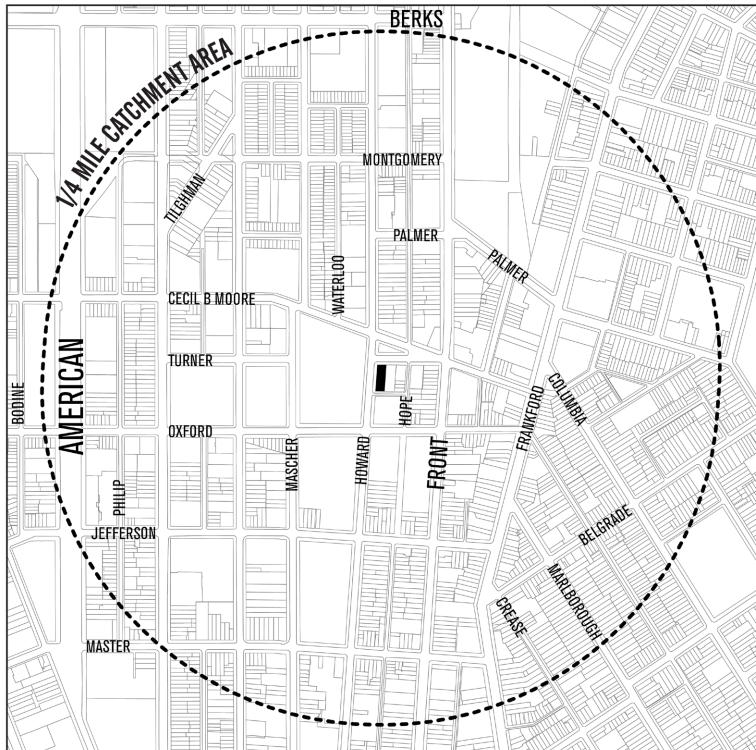 BERKS
1/4 MILE CATCHMENT AREA
MONTGOMERY
TILGHMAN
PALMER
PALMER
WATERLOO
CECIL B MOORE
TURNER
AMERICAN
BODINE
COLUMBIA
HOPE
FRANKFORD
OXFORD
MASCHER
HOWARD
FRONT
PHILIP
JEFFERSON
BELGRADE
MARLBOROUGH
CREASE
MASTER